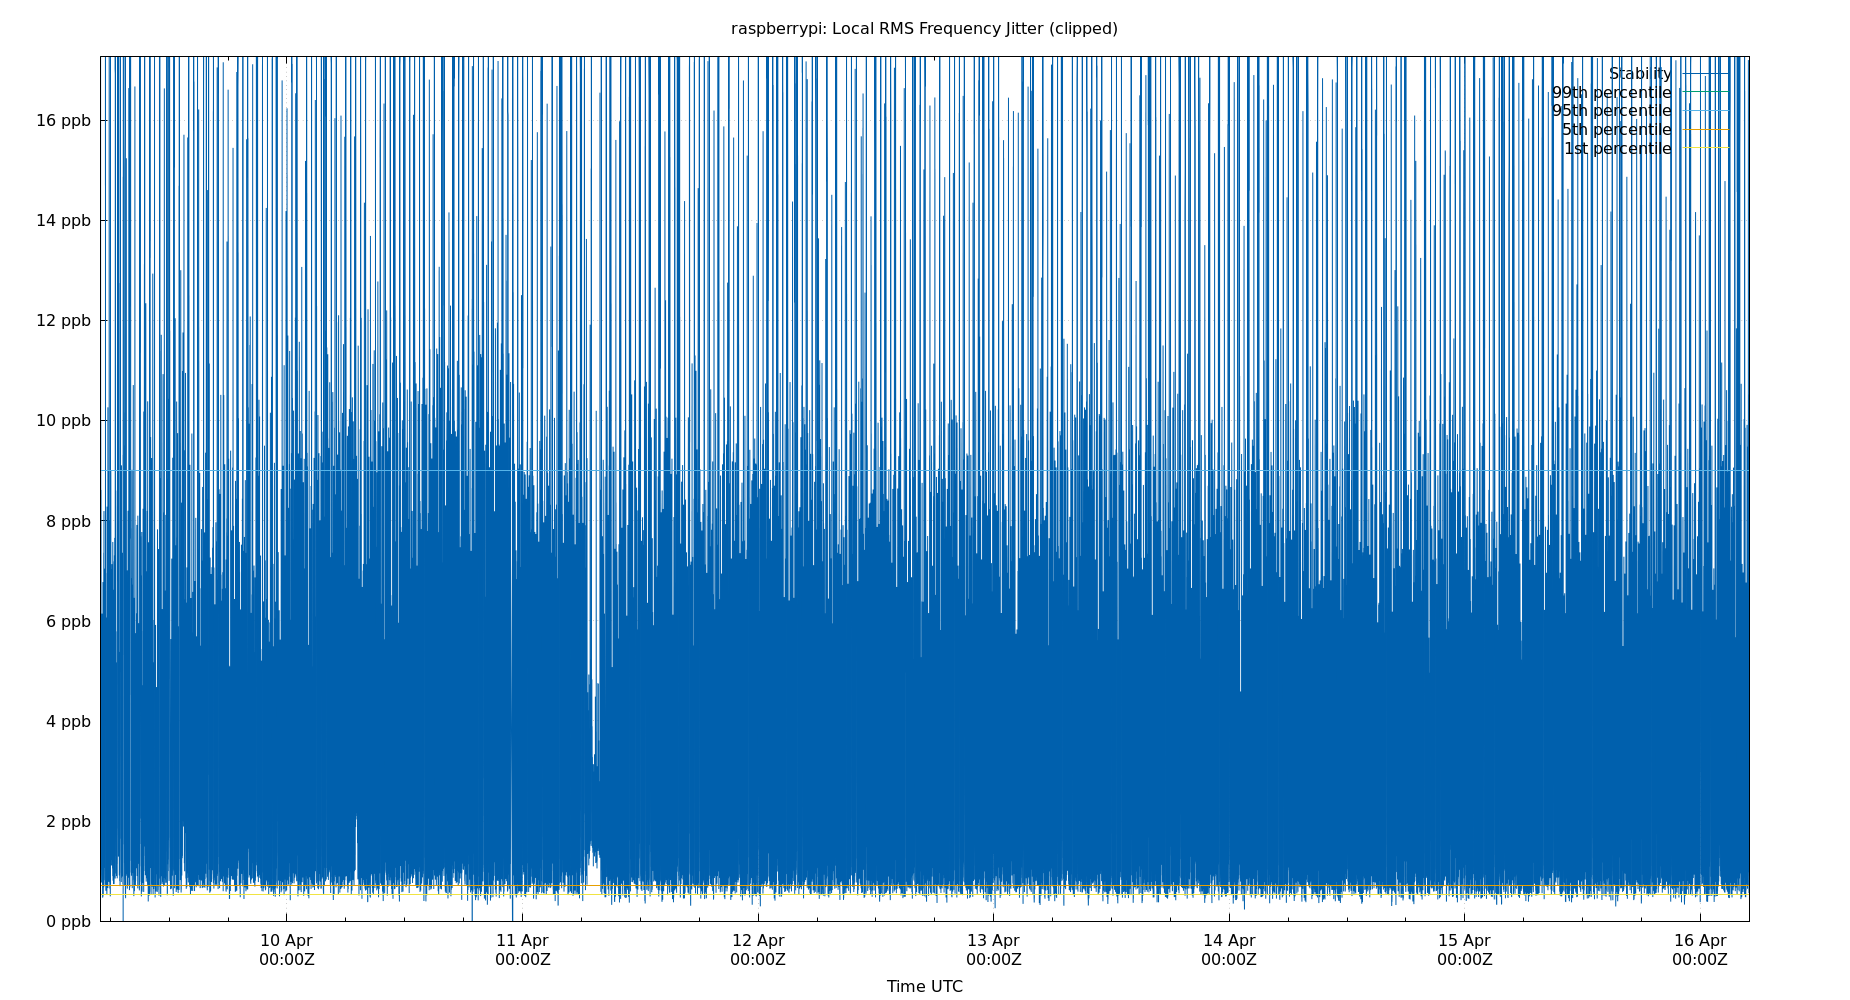 raspberrypi: Local RMS Frequency Jitter (clipped)
Stability
99th percentile
95th percentile
5th percentile
1st percentile
16 ppb
14 ppb
12 ppb
10 ppb
8 ppb
6 ppb
4 ppb
2 ppb
0 ppb
10 Apr
00:00Z
11 Apr
00:00Z
12 Apr
00:00Z
13 Apr
00:00Z
14 Apr
00:00Z
15 Apr
00:00Z
16 Apr
00:00Z
Time UTC